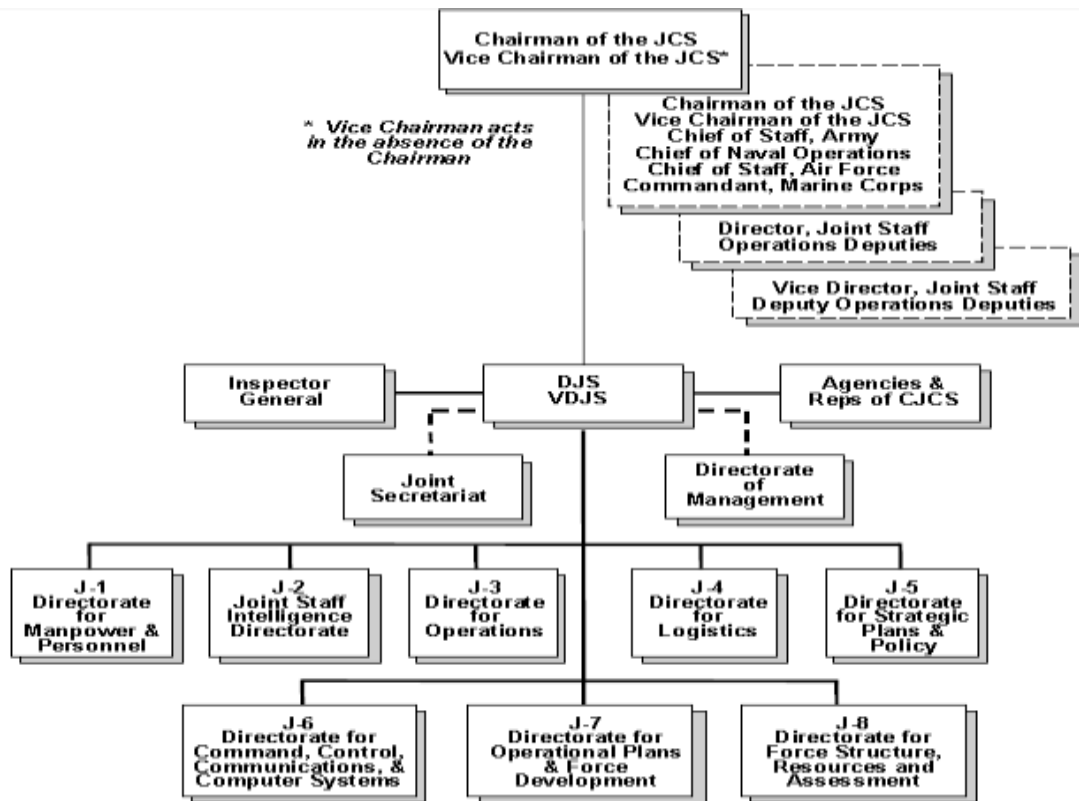 Chairman of the JCS
Vice Chairman of the JCS*
* Vice Chairman acts
in the absence of the
Chairman
Chairman of the JCS
Vice Chairman of the JCS
Chief of Staff, Army
Chief of Naval Operations
Chief of Staff, Air Force
Commandant, Marine Corps
Director, Joint Staff
Operations Deputies
Vice Director, Joint Staff
Deputy Operations Deputies
Inspector
General
DJS
VDJS
Agencies &
Reps of CJCS
Joint
Secretariat
Directorate
of
Management
J-1
Directorate
for
Manpower &
Personnel
J-2
Joint Staff
Intelligence
Directorate
J-3
Directorate
for
Operations
J-4
Directorate
for
Logistics
J-5
Directorate
for Strategic
Plans &
Policy
J-6
Directorate for
Command, Control,
Communications, &
Computer Systems
J-7
Directorate for
Operational Plans
& Force
Development
J-8
Directorate for
Force Structure,
Resources and
Assessment